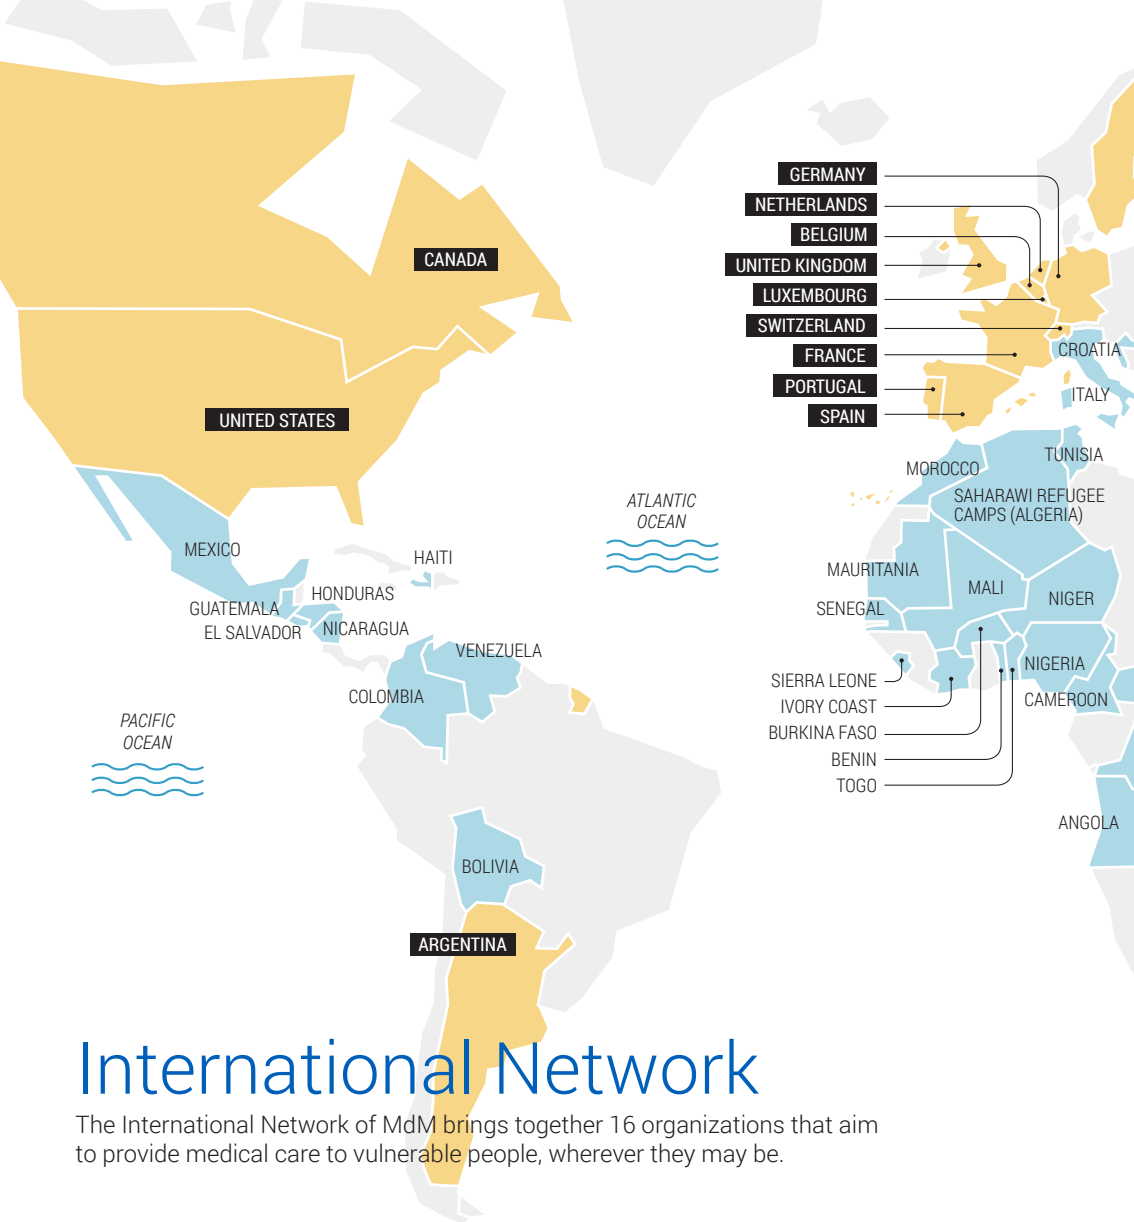 GERMANY
NETHERLANDS
BELGIUM
UNITED KINGDOM
CANADA
LUXEMBOURG
SWITZERLAND
FRANCE
CROATIA
PORTUGAL
ITALY
UNITED STATES
SPAIN
TUNISIA
MOROCCO
ATLANTIC
OCEAN
SAHARAWI REFUGEE
CAMPS (ALGERIA)
MEXICO
HAITI
MAURITANIA
MALI
HONDURAS
NIGER
GUATEMALA
SENEGAL
EL SALVADOR
NICARAGUA
VENEZUELA
NIGERIA
SIERRA LEONE
COLOMBIA
CAMEROON
IVORY COAST
PACIFIC
OCEAN
BURKINA FASO
BENIN
TOGO
ANGOLA
BOLIVIA
ARGENTINA
International Network
The International Network of MdM brings together 16 organizations that aim
to provide medical care to vulnerable people, wherever they may be.